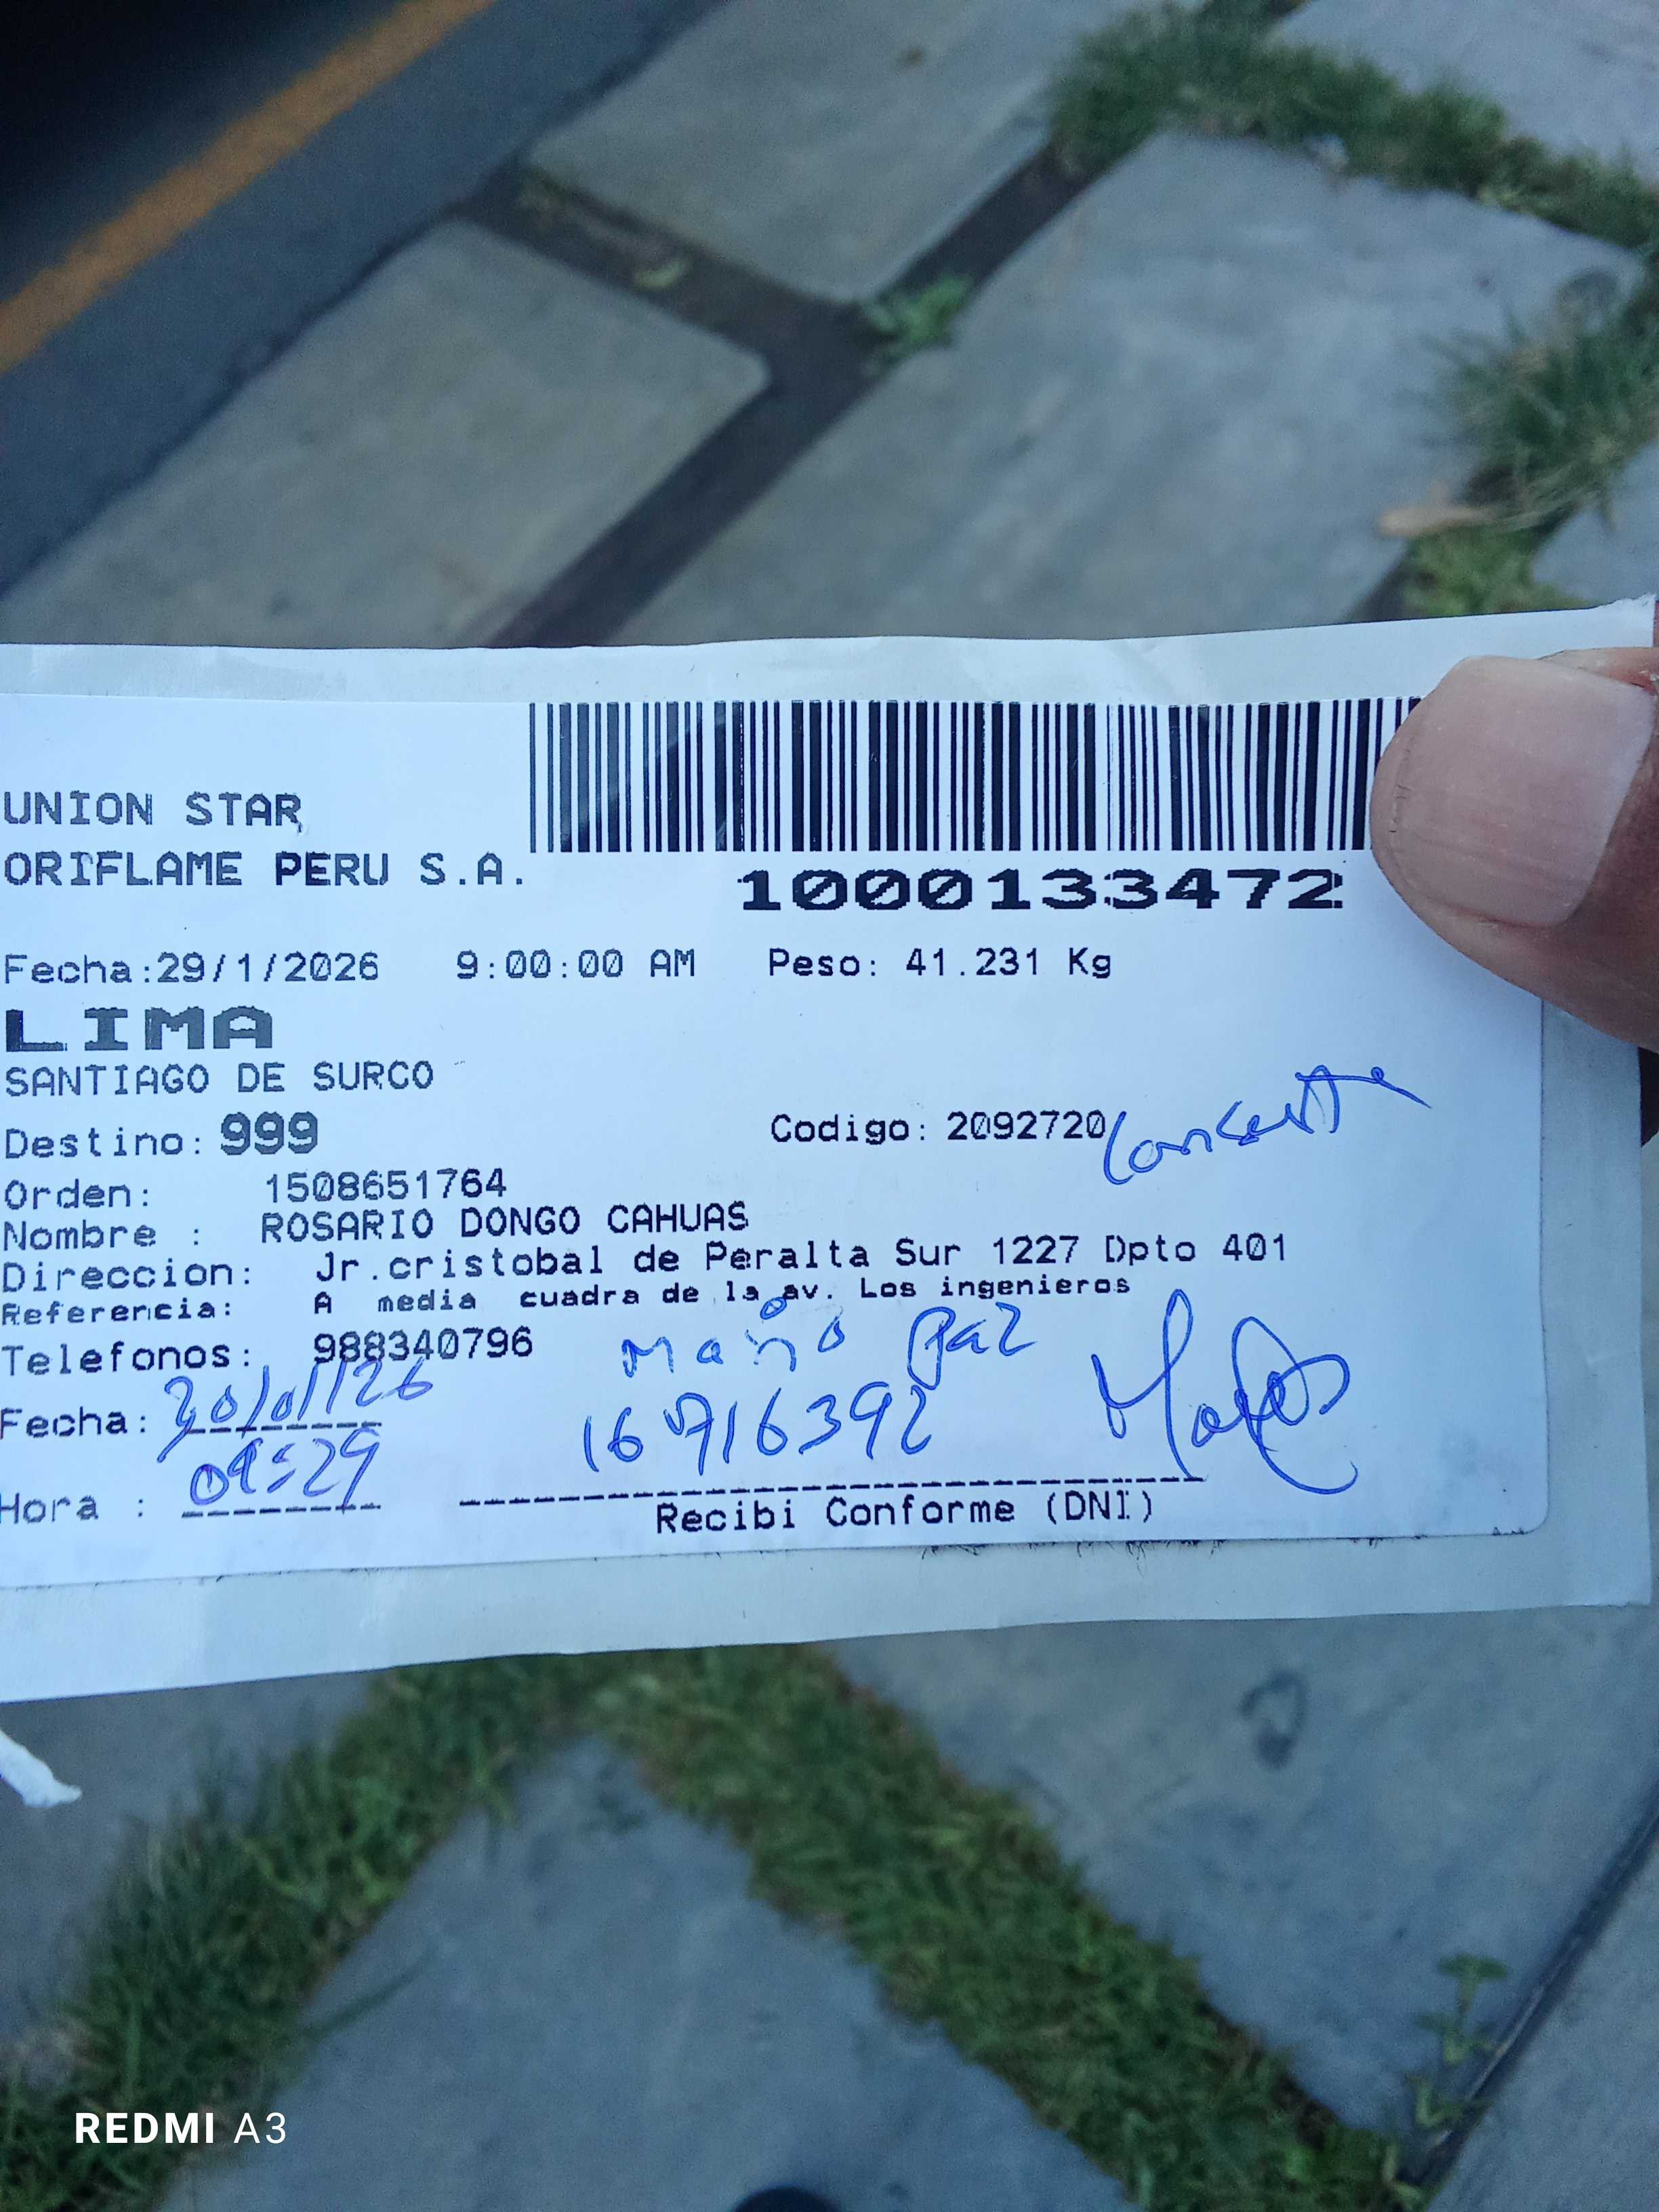 UNION STAR
ORIFLAME PERU S.A.
1000133472
Fecha:29/1/2026 9:00:00 AM Peso: 41.231 Kg
LIMA
SANTIAGO DE SURCO
Destino: 999 Codigo: 2092720
Orden: 1508651764
Nombre : ROSARIO DONGO CAHUAS
Direccion: Jr.cristobal de Peralta Sur 1227 Dpto 401
Referencia: A media cuadra de la av. Los ingenieros
Telefonos: 988340796
Paz
Fecha: 30/01/26
16716392
Hora : 09:29
Recibi Conforme (DNI)
REDMI A3